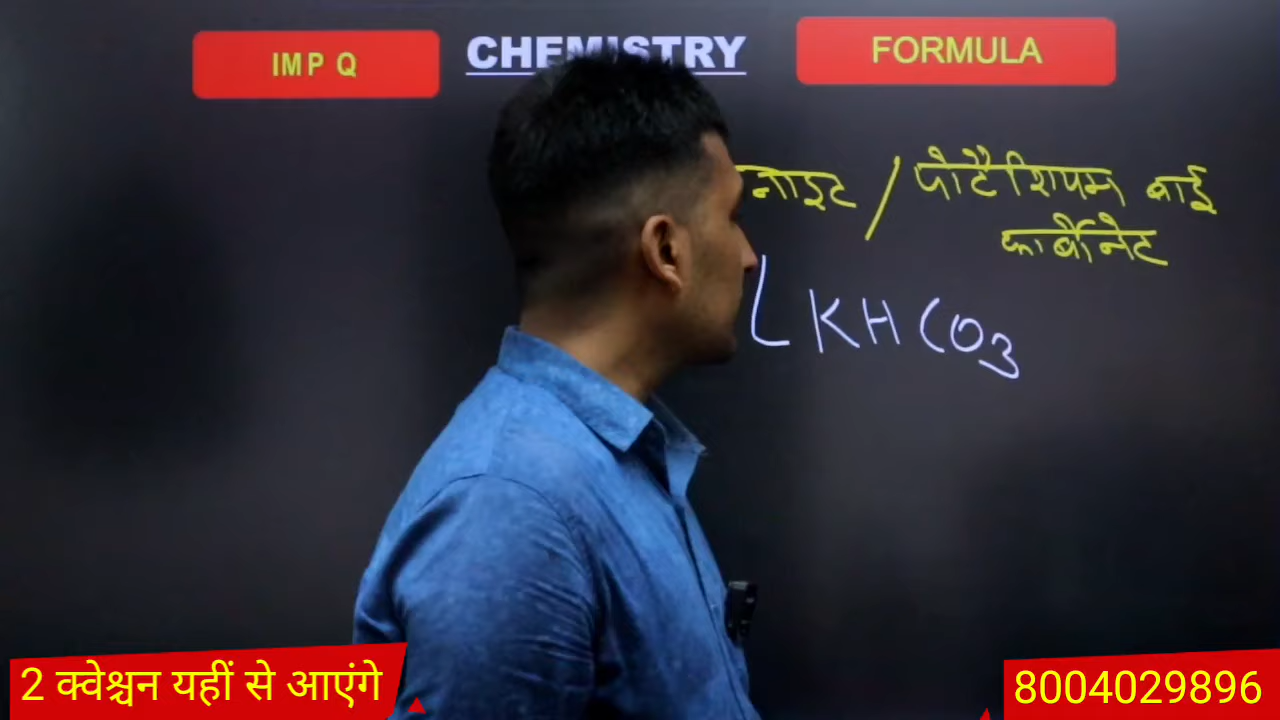 IMP Q
CHEMISTRY
FORMULA
नाइट / पोटैशियम बाई
कार्बोनेट
KHCO3
2 क्वेश्चन यहीं से आएंगे
8004029896